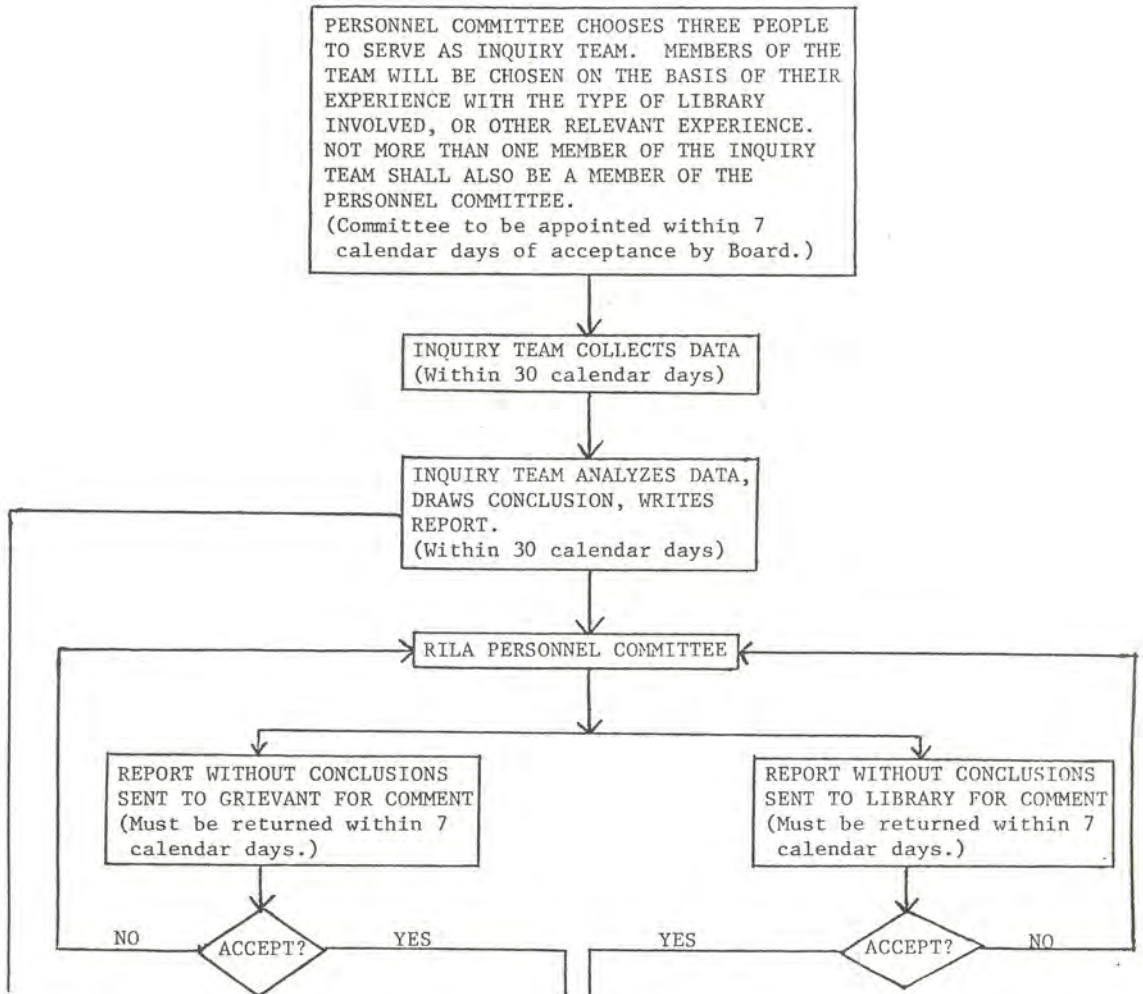 PERSONNEL COMMITTEE CHOOSES THREE PEOPLE
TO SERVE AS INQUIRY TEAM. MEMBERS OF THE
TEAM WILL BE CHOSEN ON THE BASIS OF THEIR
EXPERIENCE WITH THE TYPE OF LIBRARY
INVOLVED, OR OTHER RELEVANT EXPERIENCE.
NOT MORE THAN ONE MEMBER OF THE INQUIRY
TEAM SHALL ALSO BE A MEMBER OF THE
PERSONNEL COMMITTEE.
(Committee to be appointed within 7
calendar days of acceptance by Board.)
INQUIRY TEAM COLLECTS DATA
(Within 30 calendar days)
INQUIRY TEAM ANALYZES DATA,
DRAWS CONCLUSION, WRITES
REPORT.
(Within 30 calendar days)
RILA PERSONNEL COMMITTEE
REPORT WITHOUT CONCLUSIONS
SENT TO GRIEVANT FOR COMMENT
(Must be returned within 7
calendar days.)
REPORT WITHOUT CONCLUSIONS
SENT TO LIBRARY FOR COMMENT
(Must be returned within 7
calendar days.)
NO
ACCEPT?
YES
YES
ACCEPT?
NO